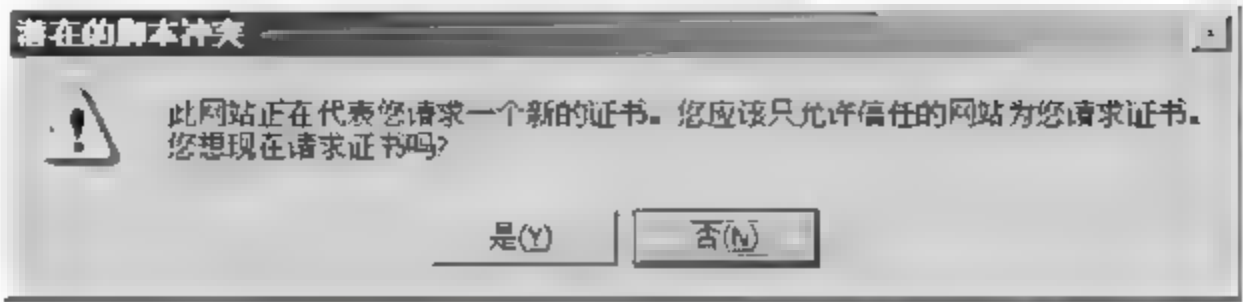 潜在的脚本冲突
此网站正在代表您请求一个新的证书。您应该只允许信任的网站为您请求证书。
您想现在请求证书吗?
是(Y)
否(N)